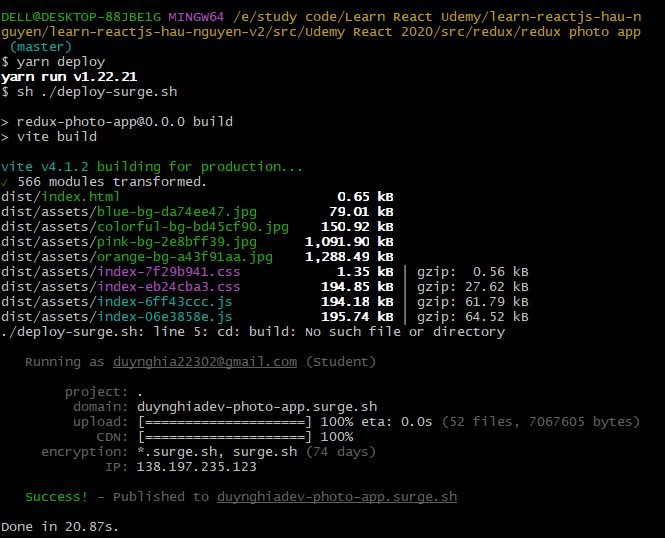 DELL@DESKTOP-88JBE1G MINGW64 /e/study code/Learn React Udemy/learn-reactjs-hau-n
guyen/learn-reactjs-hau-nguyen-v2/src/Udemy React 2020/src/redux/redux photo app
(master)
$ yarn deploy
yarn run v1.22.21
$ sh ./deploy-surge.sh
> redux-photo-app@0.0.0 build
> vite build
vite v4.1.2 building for production...
✓ 566 modules transformed.
dist/index.html 0.65 kB
dist/assets/blue-bg-da74ee47.jpg 79.01 kB
dist/assets/colorful-bg-bd45cf90.jpg 150.92 kB
dist/assets/pink-bg-2e8bff39.jpg 1,091.90 kB
dist/assets/orange-bg-a43f91aa.jpg 1,288.49 kB
dist/assets/index-7f29b941.css 1.35 kB │ gzip: 0.56 kB
dist/assets/index-eb24cba3.css 194.85 kB │ gzip: 27.62 kB
dist/assets/index-6ff43ccc.js 194.18 kB │ gzip: 61.79 kB
dist/assets/index-06e3858e.js 195.74 kB │ gzip: 64.52 kB
./deploy-surge.sh: line 5: cd: build: No such file or directory
Running as duynghia22302@gmail.com (Student)
project: .
domain: duynghiadev-photo-app.surge.sh
upload: [====================] 100% eta: 0.0s (52 files, 7067605 bytes)
CDN: [====================] 100%
encryption: *.surge.sh, surge.sh (74 days)
IP: 138.197.235.123
Success! - Published to duynghiadev-photo-app.surge.sh
Done in 20.87s.